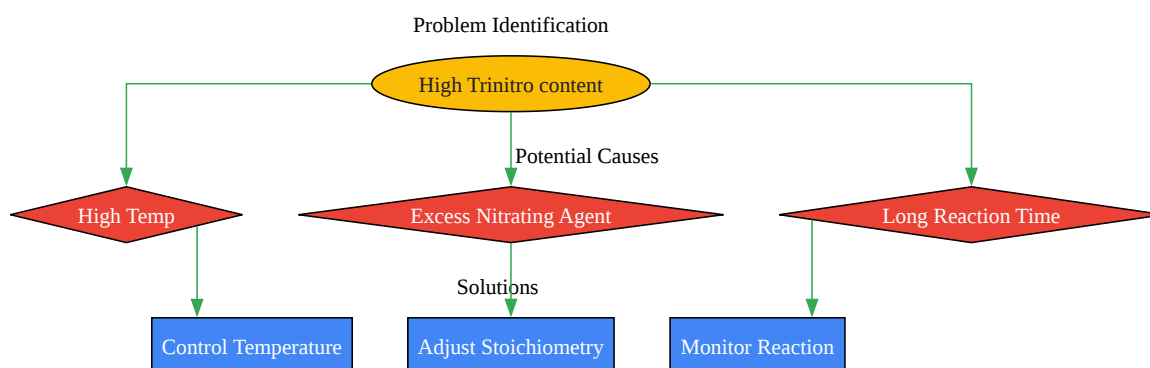 Problem Identification
High Trinitro content
Potential Causes
High Temp
Excess Nitrating Agent
Long Reaction Time
Solutions
Control Temperature
Adjust Stoichiometry
Monitor Reaction